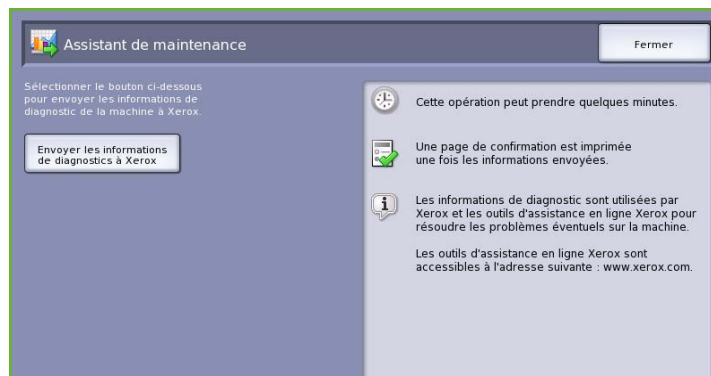 Assistant de maintenance
Fermer
Sélectionner le bouton ci-dessous
pour envoyer les informations de
diagnostic de la machine à Xerox.
Envoyer les informations
de diagnostics à Xerox
Cette opération peut prendre quelques minutes.
Une page de confirmation est imprimée
une fois les informations envoyées.
Les informations de diagnostic sont utilisées par
Xerox et les outils d'assistance en ligne Xerox pour
résoudre les problèmes éventuels sur la machine.
Les outils d'assistance en ligne Xerox sont
accessibles à l'adresse suivante : www.xerox.com.